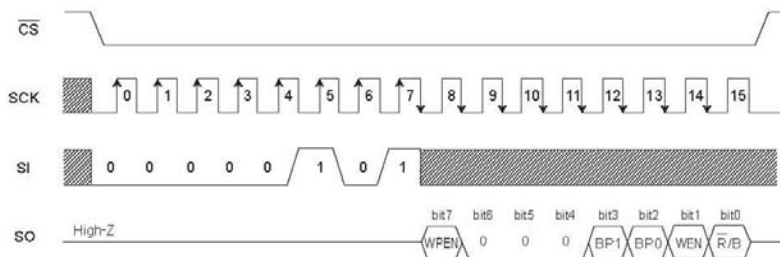 CS
SCK 0 1 2 3 4 5 6 7 8 9 10 11 12 13 14 15
SI 0 0 0 0 0 1 0 1
bit7 bit6 bit5 bit4 bit3 bit2 bit1 bit0
SO High-Z WPEN 0 0 0 BP1 BP0 WEN R/B